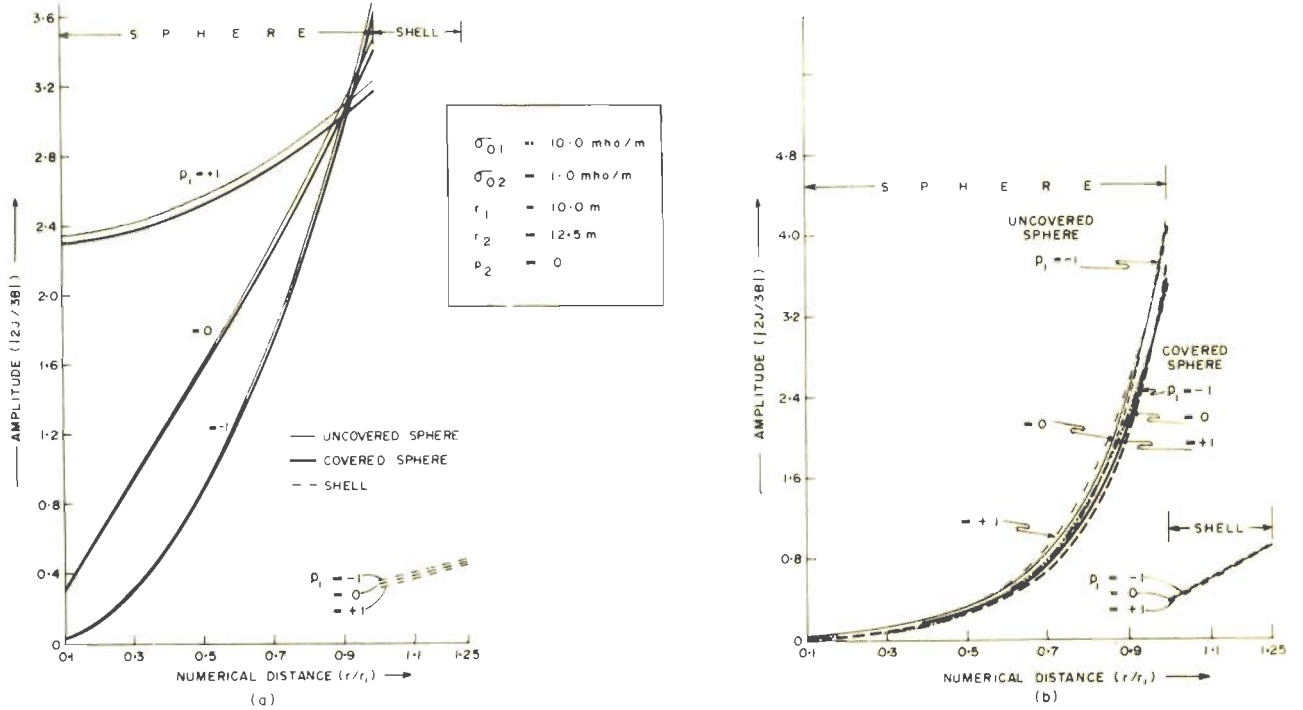 3·6
3·2
2·8
2·4
2·0
1·6
1·2
0·8
0·4
0
AMPLITUDE (|2J/3B|)
SPHERE
SHELL
P₁ = +1
= 0
= -1
UNCOVERED SPHERE
COVERED SPHERE
SHELL
P₁ = -1
= 0
= +1
0·1 0·3 0·5 0·7 0·9 1·1 1·25
NUMERICAL DISTANCE (r/r₁)
(a)
σ₀₁ = 10·0 mho/m
σ₀₂ = 1·0 mho/m
r₁ = 10·0 m
r₂ = 12·5 m
P₂ = 0
4·8
4·0
3·2
2·4
1·6
0·8
0
AMPLITUDE (|2J/3B|)
SPHERE
UNCOVERED
SPHERE
P₁ = -1
= 0
= +1
COVERED
SPHERE
P₁ = -1
= 0
= +1
SHELL
P₁ = -1
= 0
= +1
0·1 0·3 0·5 0·7 0·9 1·1 1·25
NUMERICAL DISTANCE (r/r₁)
(b)